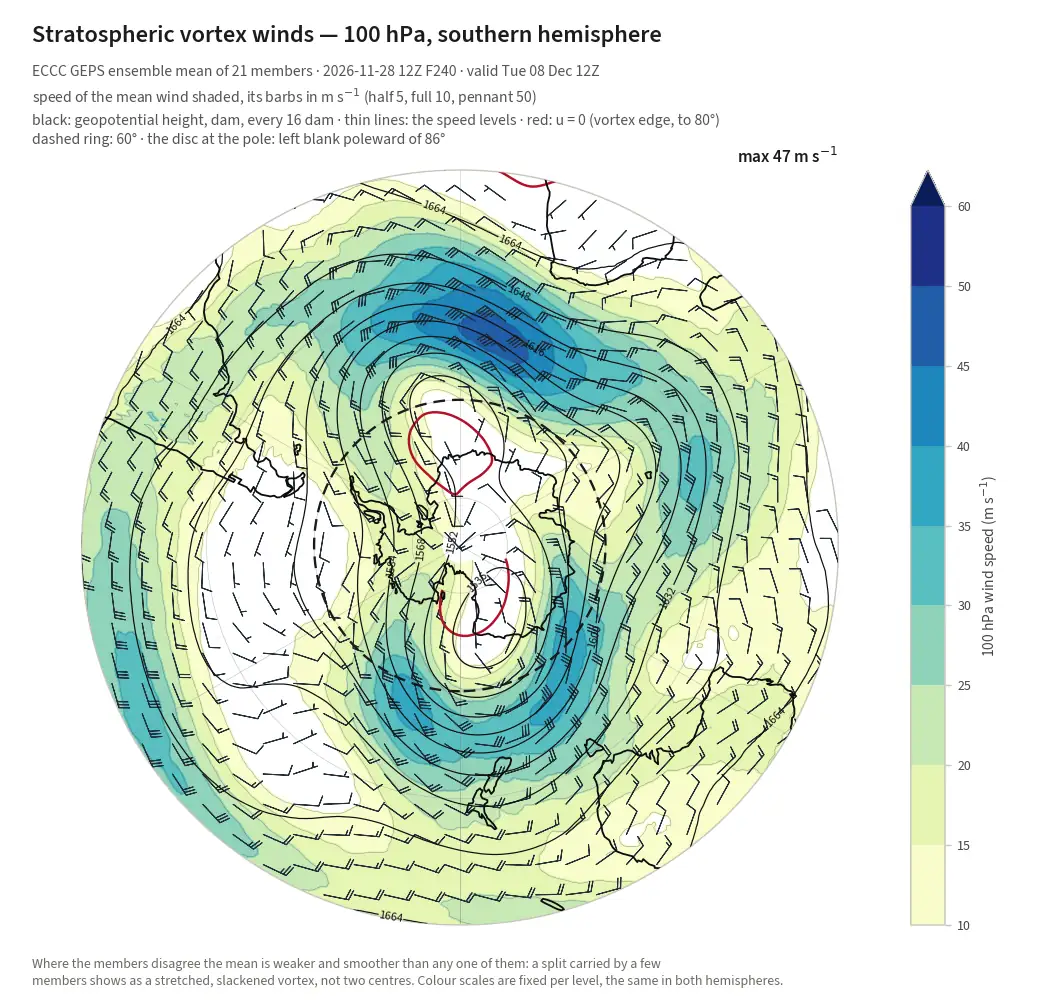 Stratospheric vortex winds — 100 hPa, southern hemisphere
ECCC GEPS ensemble mean of 21 members · 2026-11-28 12Z F240 · valid Tue 08 Dec 12Z
speed of the mean wind shaded, its barbs in m s⁻¹ (half 5, full 10, pennant 50)
black: geopotential height, dam, every 16 dam · thin lines: the speed levels · red: u = 0 (vortex edge, to 80°)
dashed ring: 60° · the disc at the pole: left blank poleward of 86°
max 47 m s⁻¹
60
50
45
40
35
30
25
20
15
10
100 hPa wind speed (m s⁻¹)
1664
1664
1648
1616
1664
1568
1552
1632
1664
1664
Where the members disagree the mean is weaker and smoother than any one of them: a split carried by a few
members shows as a stretched, slackened vortex, not two centres. Colour scales are fixed per level, the same in both hemispheres.